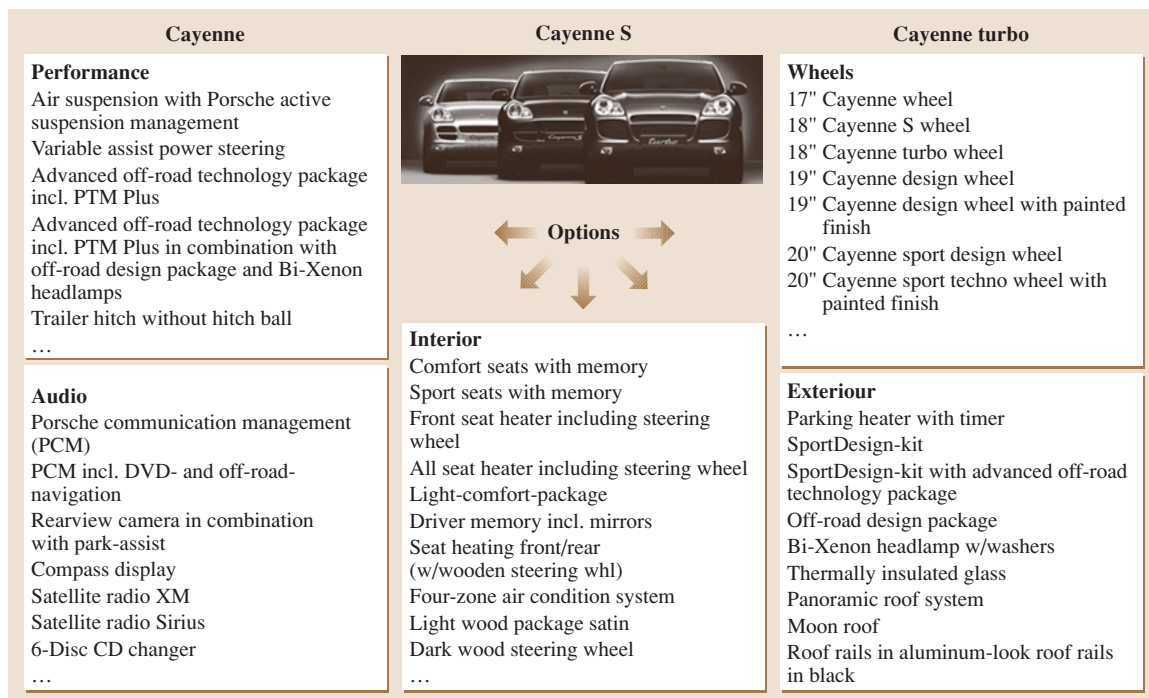 Cayenne
Cayenne S
Cayenne turbo
Performance
Air suspension with Porsche active
suspension management
Variable assist power steering
Advanced off-road technology package
incl. PTM Plus
Advanced off-road technology package
incl. PTM Plus in combination with
off-road design package and Bi-Xenon
headlamps
Trailer hitch without hitch ball
…
Audio
Porsche communication management
(PCM)
PCM incl. DVD- and off-road-
navigation
Rearview camera in combination
with park-assist
Compass display
Satellite radio XM
Satellite radio Sirius
6-Disc CD changer
…
Cayenne S
turbo
Options
Interior
Comfort seats with memory
Sport seats with memory
Front seat heater including steering
wheel
All seat heater including steering wheel
Light-comfort-package
Driver memory incl. mirrors
Seat heating front/rear
(w/wooden steering whl)
Four-zone air condition system
Light wood package satin
Dark wood steering wheel
…
Wheels
17" Cayenne wheel
18" Cayenne S wheel
18" Cayenne turbo wheel
19" Cayenne design wheel
19" Cayenne design wheel with painted
finish
20" Cayenne sport design wheel
20" Cayenne sport techno wheel with
painted finish
…
Exteriour
Parking heater with timer
SportDesign-kit
SportDesign-kit with advanced off-road
technology package
Off-road design package
Bi-Xenon headlamp w/washers
Thermally insulated glass
Panoramic roof system
Moon roof
Roof rails in aluminum-look roof rails
in black